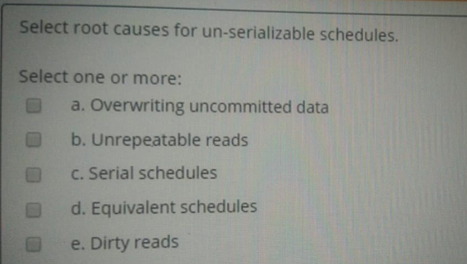 Select root causes for un-serializable schedules.
Select one or more:
a. Overwriting uncommitted data
b. Unrepeatable reads
c. Serial schedules
d. Equivalent schedules
e. Dirty reads